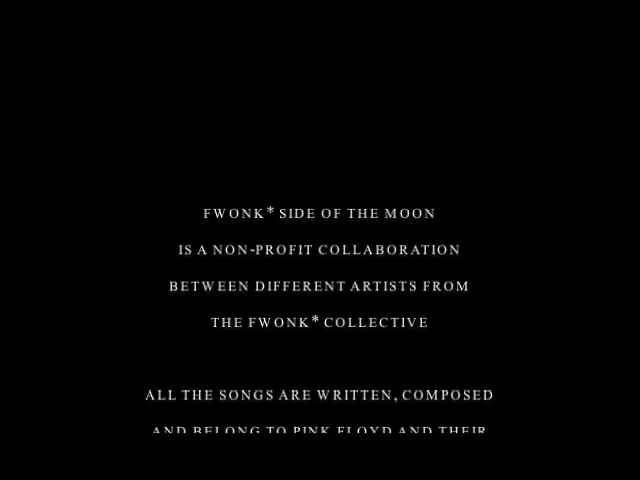 FWONK* SIDE OF THE MOON
IS A NON-PROFIT COLLABORATION
BETWEEN DIFFERENT ARTISTS FROM
THE FWONK* COLLECTIVE
ALL THE SONGS ARE WRITTEN, COMPOSED
AND BELONG TO PINK FLOYD AND THEIR